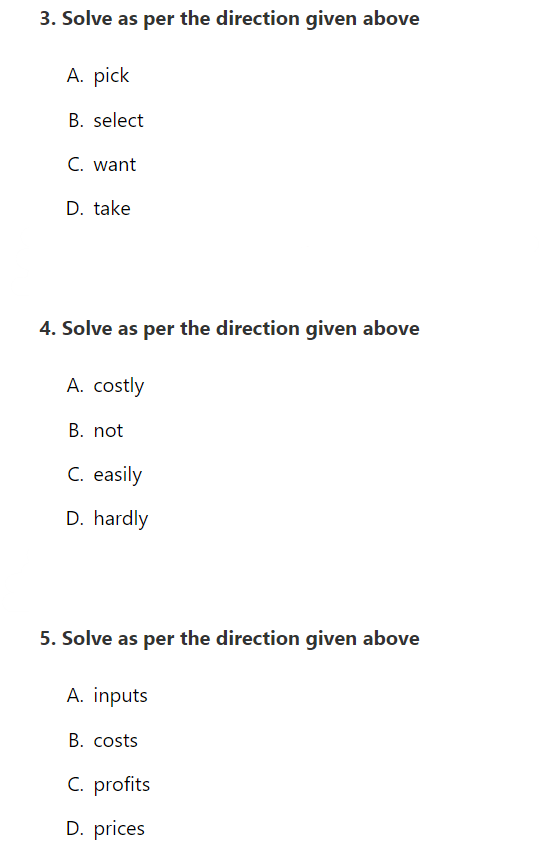 3. Solve as per the direction given above
A. pick
B. select
C. want
D. take
4. Solve as per the direction given above
A. costly
B. not
C. easily
D. hardly
5. Solve as per the direction given above
A. inputs
B. costs
C. profits
D. prices